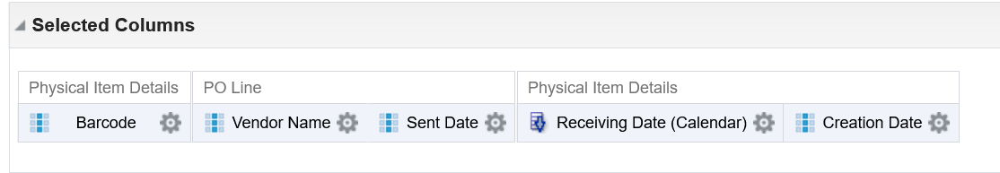 Selected Columns
Physical Item Details PO Line Physical Item Details
Barcode Vendor Name Sent Date Receiving Date (Calendar) Creation Date